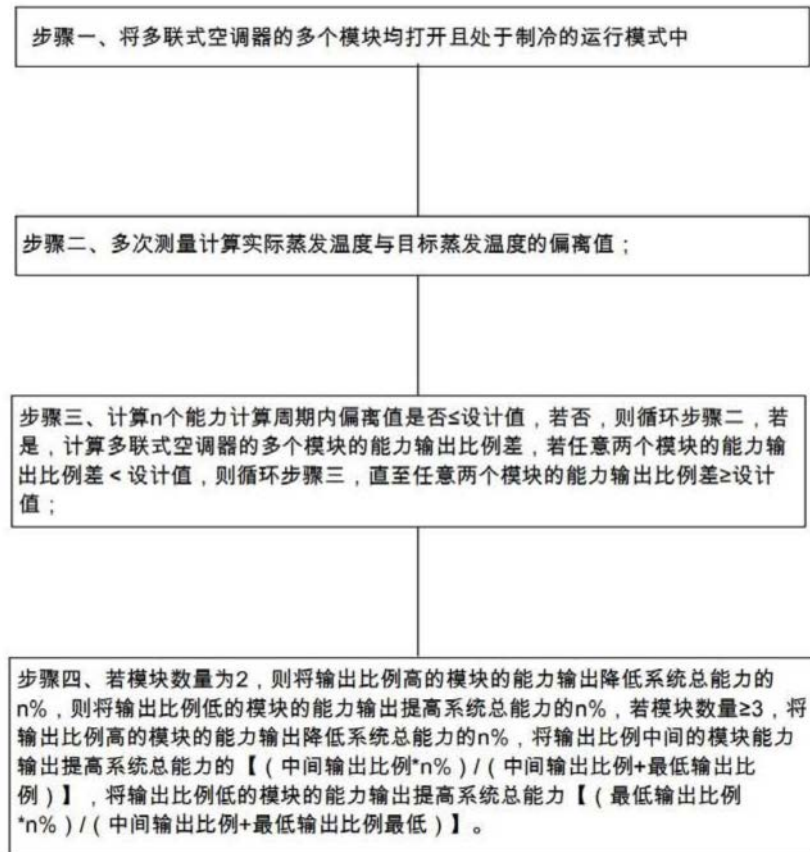 步骤一、将多联式空调器的多个模块均打开且处于制冷的运行模式中
步骤二、多次测量计算实际蒸发温度与目标蒸发温度的偏离值；
步骤三、计算n个能力计算周期内偏离值是否≤设计值，若否，则循环步骤二，若
是，计算多联式空调器的多个模块的能力输出比例差，若任意两个模块的能力输
出比例差 < 设计值，则循环步骤三，直至任意两个模块的能力输出比例差≥设计
值；
步骤四、若模块数量为2，则将输出比例高的模块的能力输出降低系统总能力的
n%，则将输出比例低的模块的能力输出提高系统总能力的n%，若模块数量≥3，将
输出比例高的模块的能力输出降低系统总能力的n%，将输出比例中间的模块能力
输出提高系统总能力的【（中间输出比例*n%）/（中间输出比例+最低输出比
例）】，将输出比例低的模块的能力输出提高系统总能力【（最低输出比例
*n%）/（中间输出比例+最低输出比例最低）】。